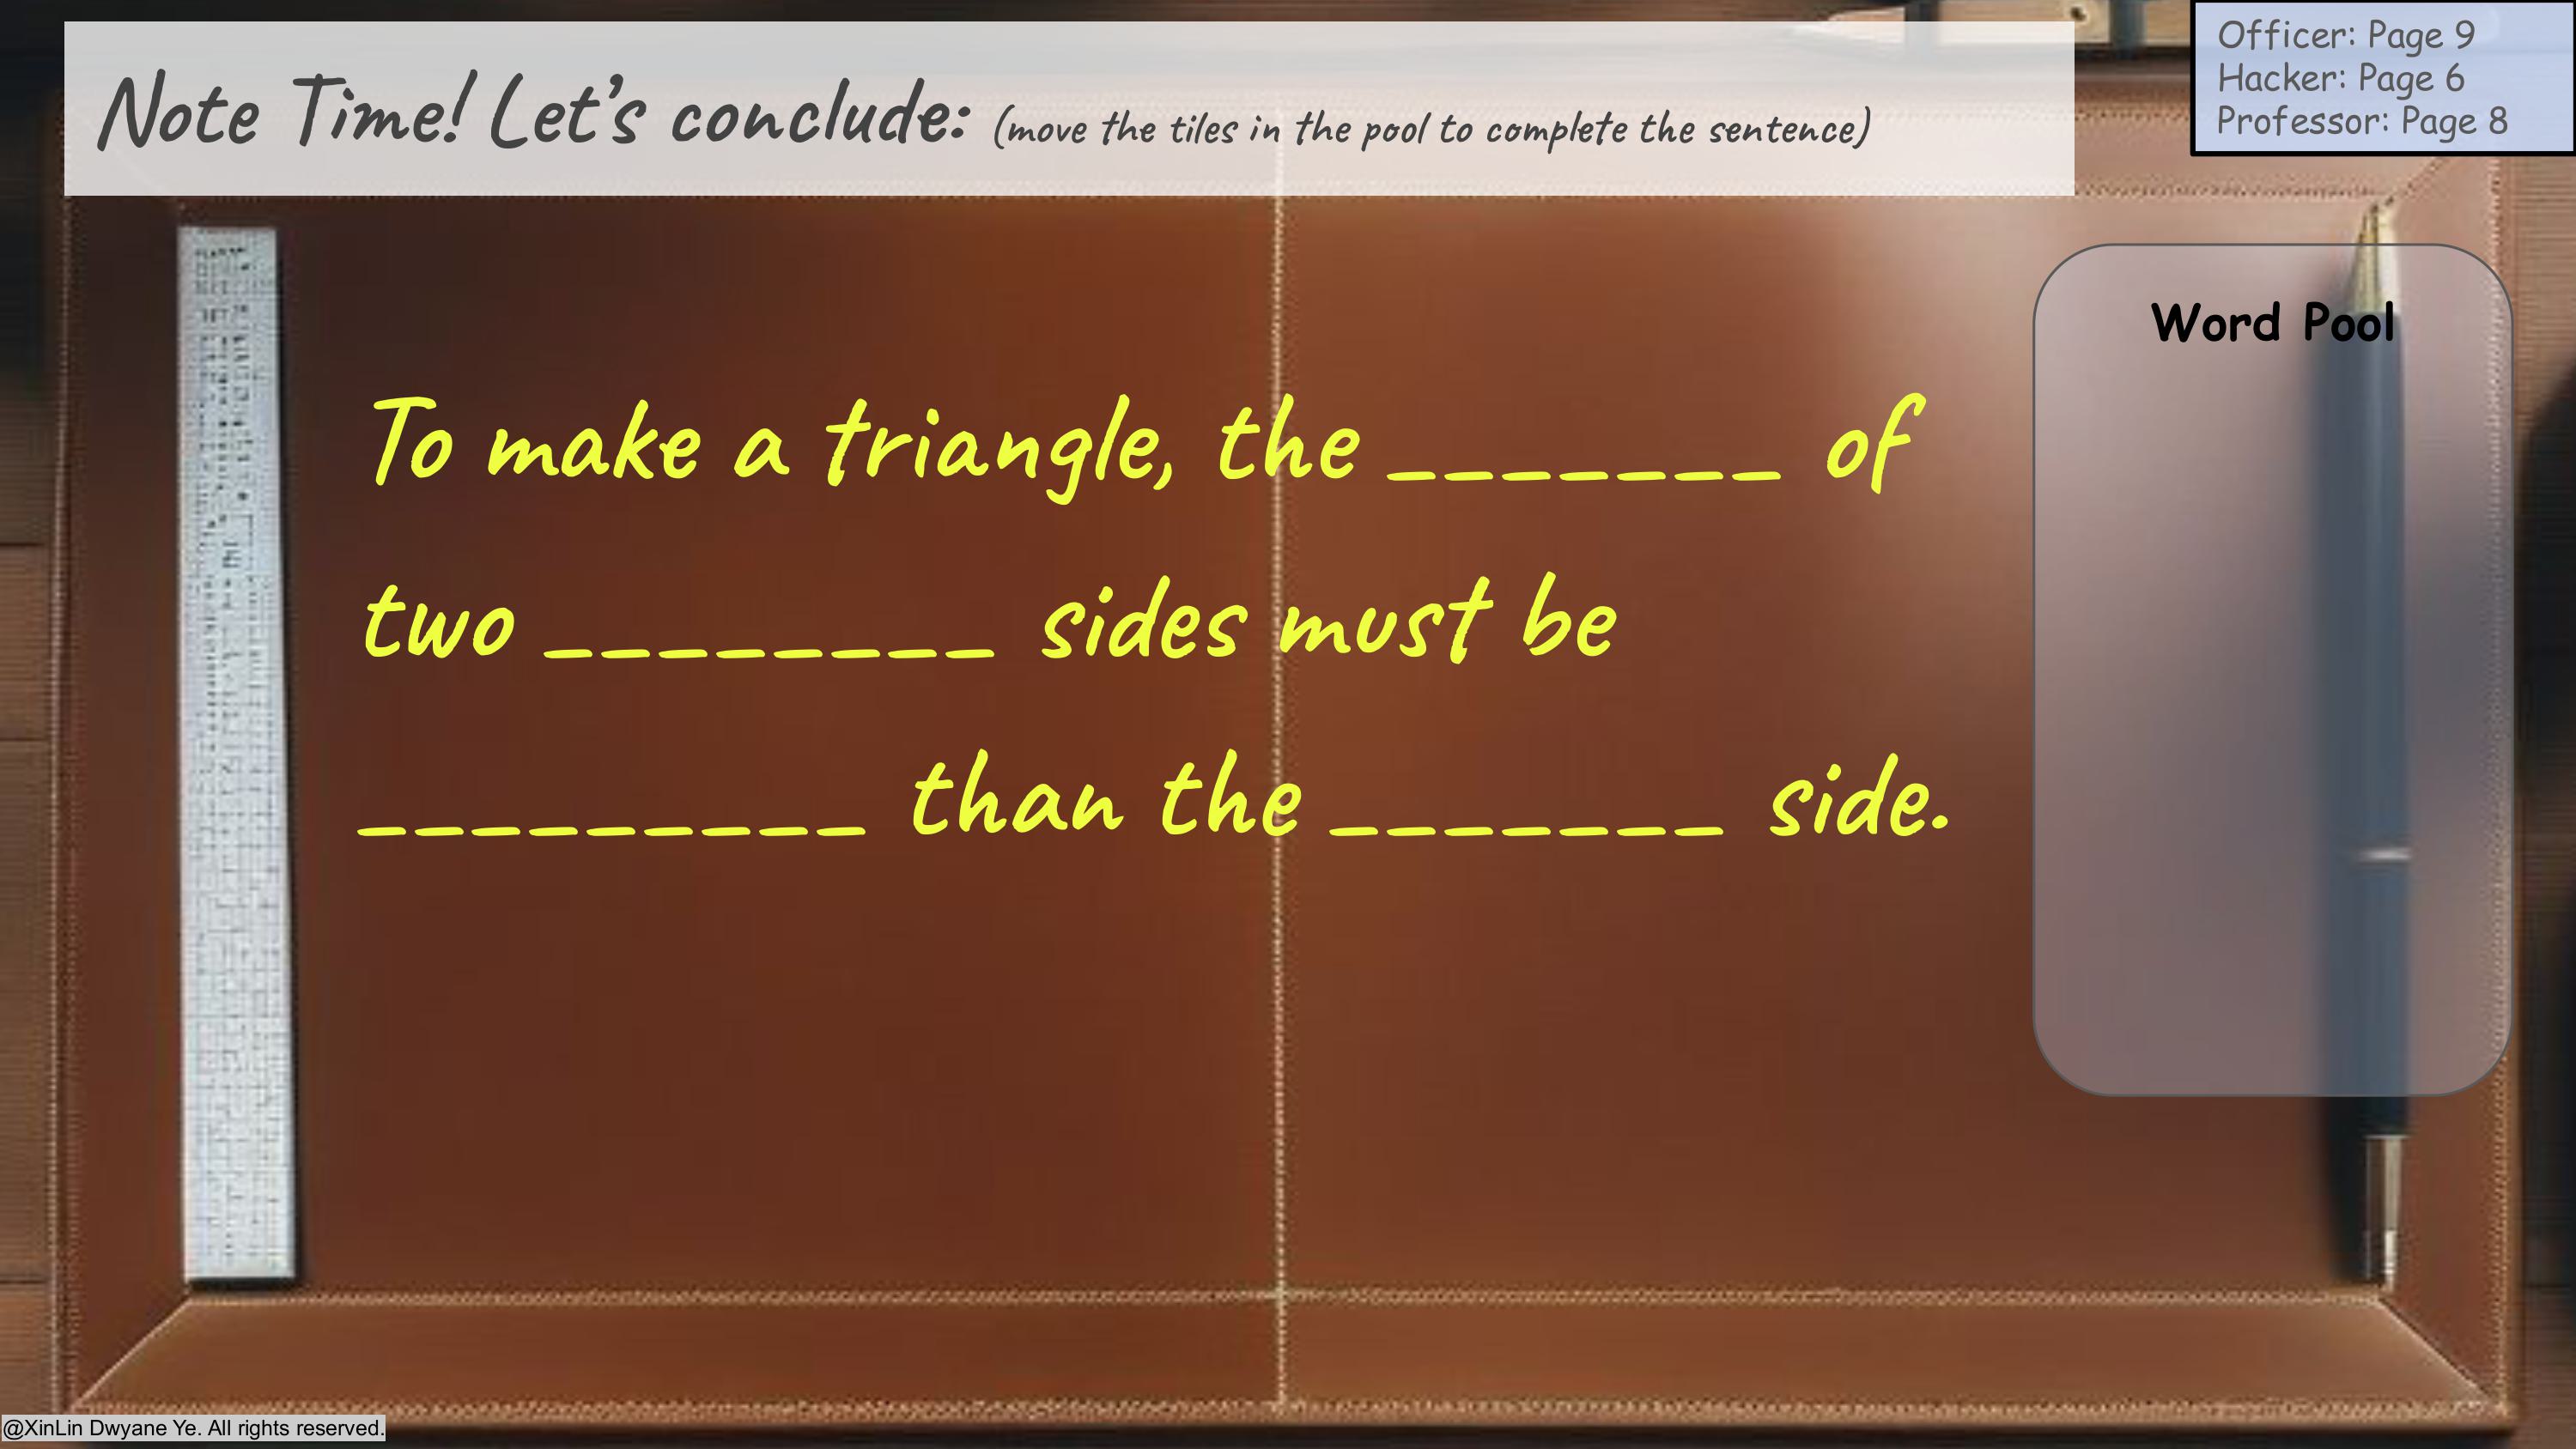 Note Time! Let's conclude: (move the tiles in the pool to complete the sentence)
Officer: Page 9
Hacker: Page 6
Professor: Page 8
To make a triangle, the _______ of
two ________ sides must be
_________ than the _______ side.
Word Pool
@XinLin Dwyane Ye. All rights reserved.